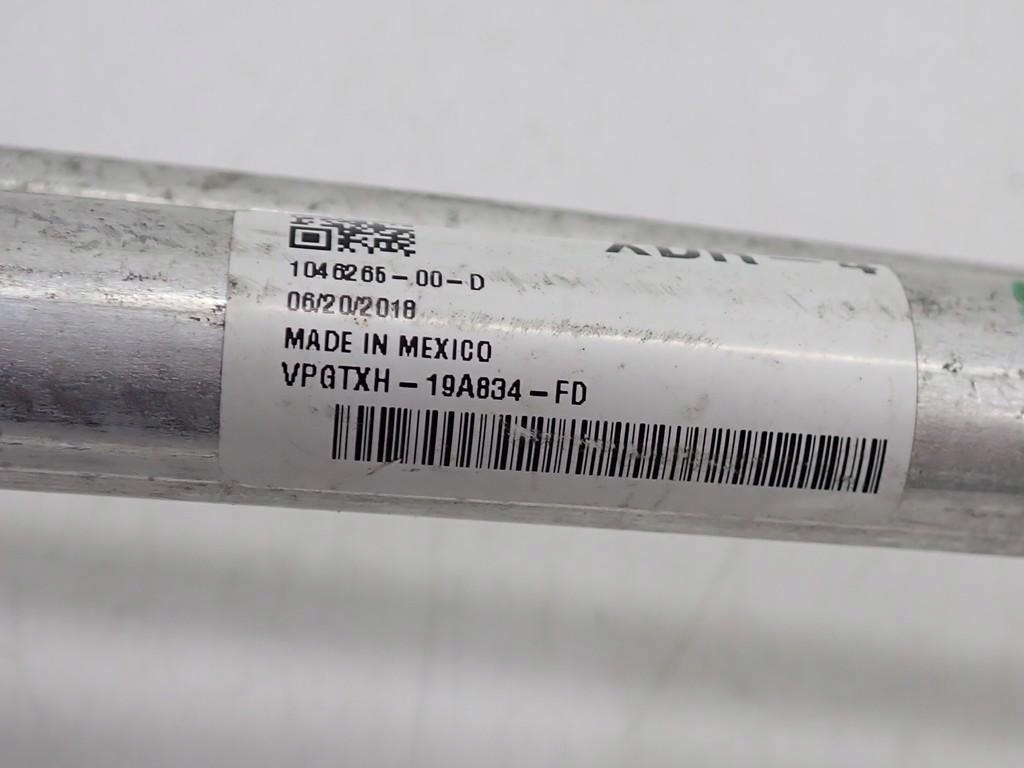 1046265-00-D
06/20/2018
MADE IN MEXICO
VPGTXH-19A834-FD